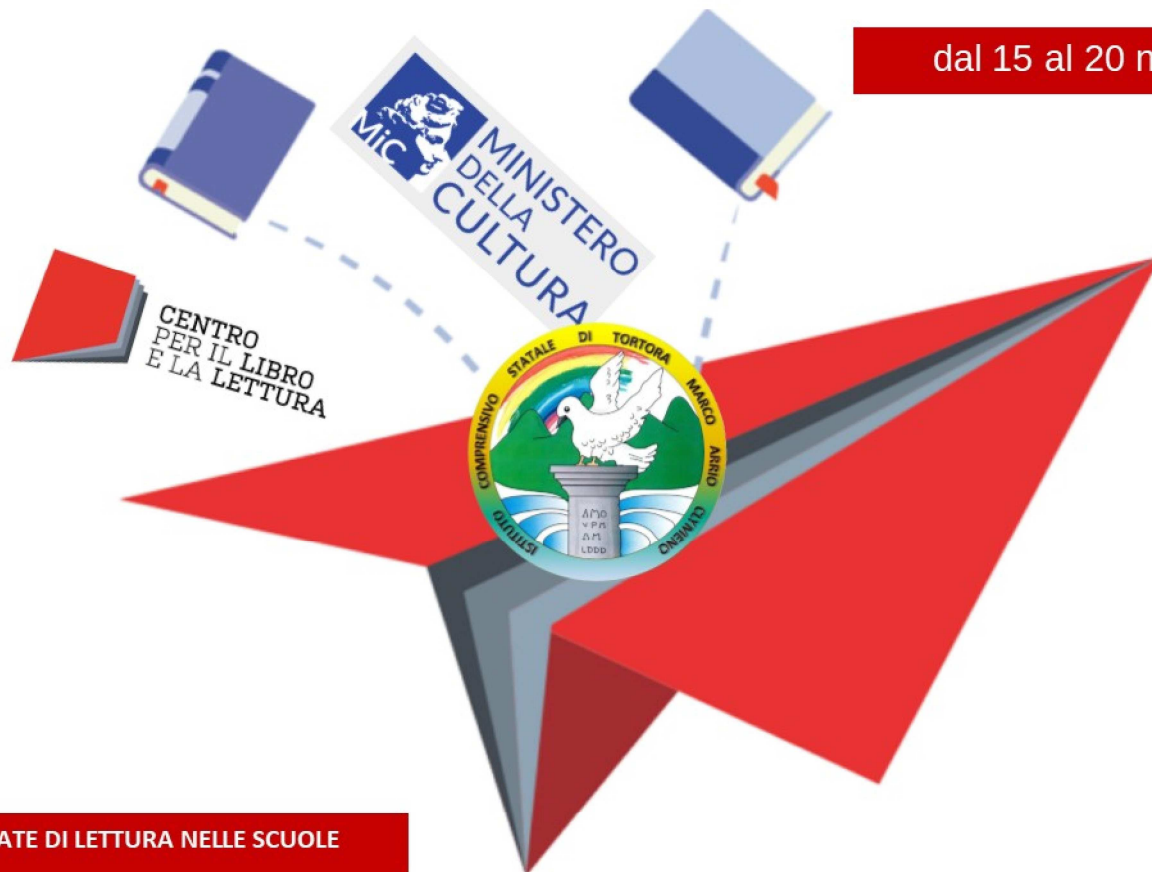 dal 15 al 20 n
MiC
MINISTERO
DELLA
CULTURA
CENTRO
PER IL LIBRO
E LA LETTURA
ISTITUTO COMPRENSIVO STATALE DI TORTORA MARCO ARRIO CLYMENO
LDDD
ATE DI LETTURA NELLE SCUOLE